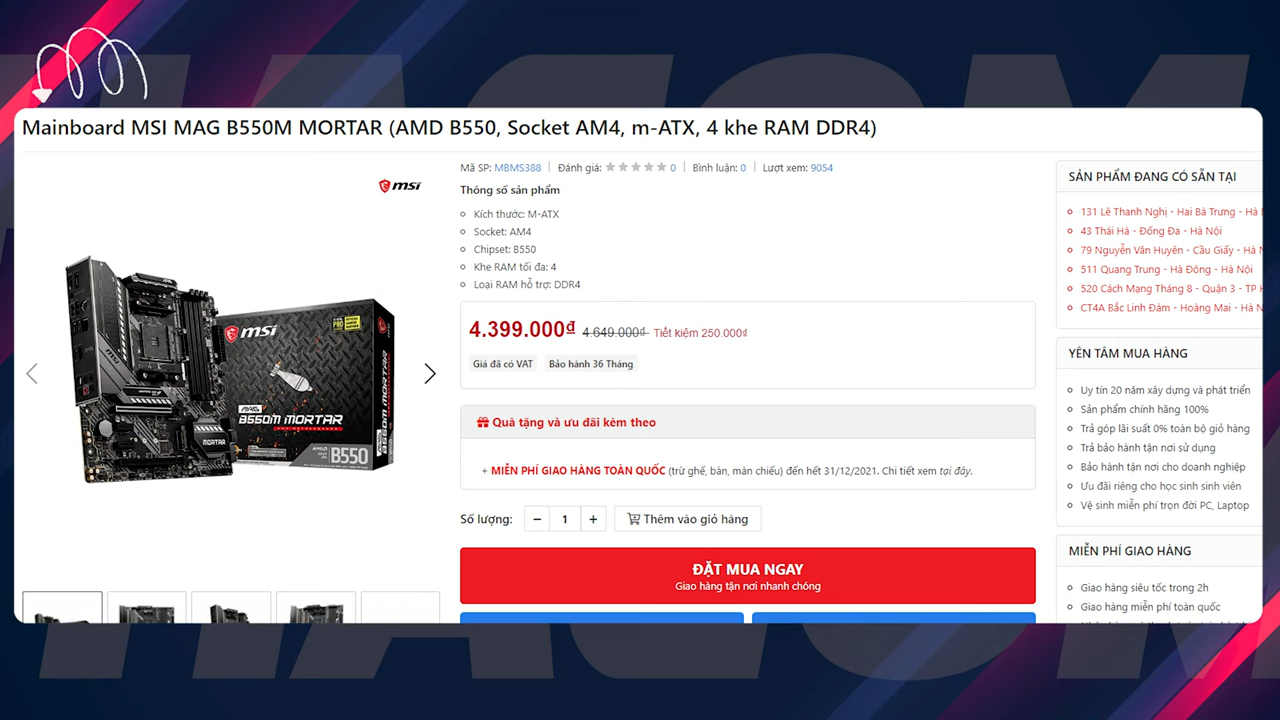 Mainboard MSI MAG B550M MORTAR (AMD B550, Socket AM4, m-ATX, 4 khe RAM DDR4)
msi
Mã SP: MBMS388 | Đánh giá: 0 | Bình luận: 0 | Lượt xem: 9054
Thông số sản phẩm
Kích thước: M-ATX
Socket: AM4
Chipset: B550
Khe RAM tối đa: 4
Loại RAM hỗ trợ: DDR4
msi
MAG
B550M MORTAR
B550
MORTAR
B550M MORTAR
4.399.000đ 4.649.000đ Tiết kiệm 250.000đ
Giá đã có VAT Bảo hành 36 Tháng
Quà tặng và ưu đãi kèm theo
+ MIỄN PHÍ GIAO HÀNG TOÀN QUỐC (trừ ghế, bàn, màn chiếu) đến hết 31/12/2021. Chi tiết xem tại đây.
Số lượng: − 1 + Thêm vào giỏ hàng
ĐẶT MUA NGAY
Giao hàng tận nơi nhanh chóng
SẢN PHẨM ĐANG CÓ SẴN TẠI
131 Lê Thanh Nghị - Hai Bà Trưng - Hà
43 Thái Hà - Đống Đa - Hà Nội
79 Nguyễn Văn Huyên - Cầu Giấy - Hà
511 Quang Trung - Hà Đông - Hà Nội
520 Cách Mạng Tháng 8 - Quận 3 - TP
CT4A Bắc Linh Đàm - Hoàng Mai - Hà
YÊN TÂM MUA HÀNG
Uy tín 20 năm xây dựng và phát triển
Sản phẩm chính hãng 100%
Trả góp lãi suất 0% toàn bộ giỏ hàng
Trả bảo hành tận nơi sử dụng
Bảo hành tận nơi cho doanh nghiệp
Ưu đãi riêng cho học sinh sinh viên
Vệ sinh miễn phí trọn đời PC, Laptop
MIỄN PHÍ GIAO HÀNG
Giao hàng siêu tốc trong 2h
Giao hàng miễn phí toàn quốc